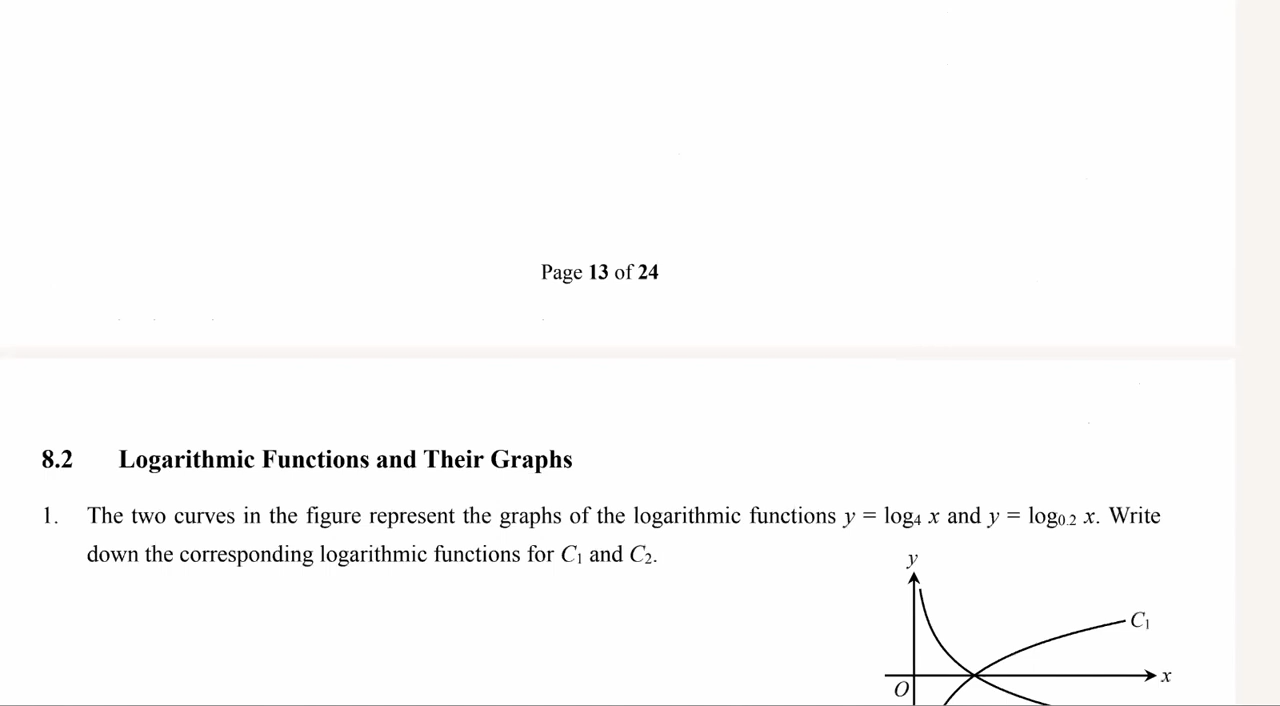 Page 13 of 24
8.2 Logarithmic Functions and Their Graphs
1. The two curves in the figure represent the graphs of the logarithmic functions y = log₄ x and y = log₀.₂ x. Write
down the corresponding logarithmic functions for C₁ and C₂.
y
C₁
x
O